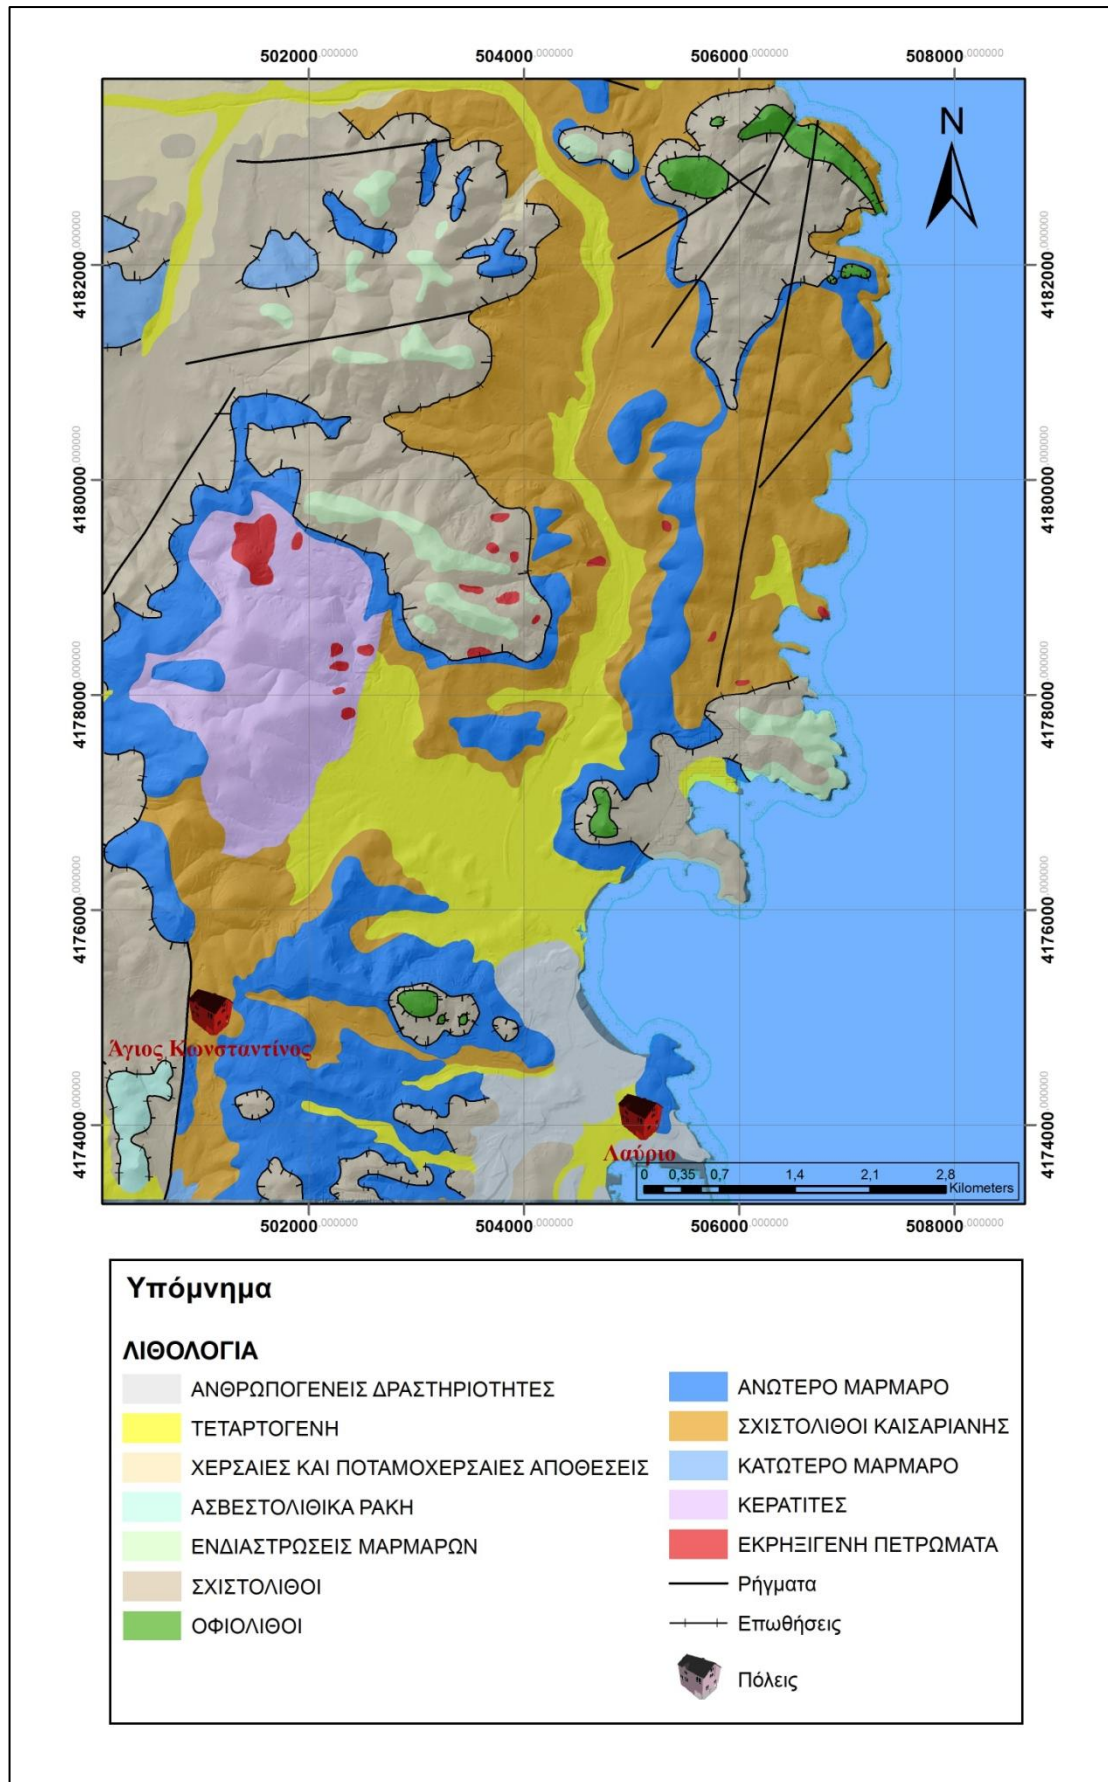 502000.000000 504000.000000 506000.000000 508000.000000
N
4182000.000000 4182000.000000
4180000.000000 4180000.000000
4178000.000000 4178000.000000
4176000.000000 4176000.000000
Άγιος Κωνσταντίνος
4174000.000000 4174000.000000
Λαύριο
0 0,35 0,7 1,4 2,1 2,8
Kilometers
502000.000000 504000.000000 506000.000000 508000.000000
Υπόμνημα
ΛΙΘΟΛΟΓΙΑ
ΑΝΘΡΩΠΟΓΕΝΕΙΣ ΔΡΑΣΤΗΡΙΟΤΗΤΕΣ
ΤΕΤΑΡΤΟΓΕΝΗ
ΧΕΡΣΑΙΕΣ ΚΑΙ ΠΟΤΑΜΟΧΕΡΣΑΙΕΣ ΑΠΟΘΕΣΕΙΣ
ΑΣΒΕΣΤΟΛΙΘΙΚΑ ΡΑΚΗ
ΕΝΔΙΑΣΤΡΩΣΕΙΣ ΜΑΡΜΑΡΩΝ
ΣΧΙΣΤΟΛΙΘΟΙ
ΟΦΙΟΛΙΘΟΙ
ΑΝΩΤΕΡΟ ΜΑΡΜΑΡΟ
ΣΧΙΣΤΟΛΙΘΟΙ ΚΑΙΣΑΡΙΑΝΗΣ
ΚΑΤΩΤΕΡΟ ΜΑΡΜΑΡΟ
ΚΕΡΑΤΙΤΕΣ
ΕΚΡΗΞΙΓΕΝΗ ΠΕΤΡΩΜΑΤΑ
Ρήγματα
Επωθήσεις
Πόλεις